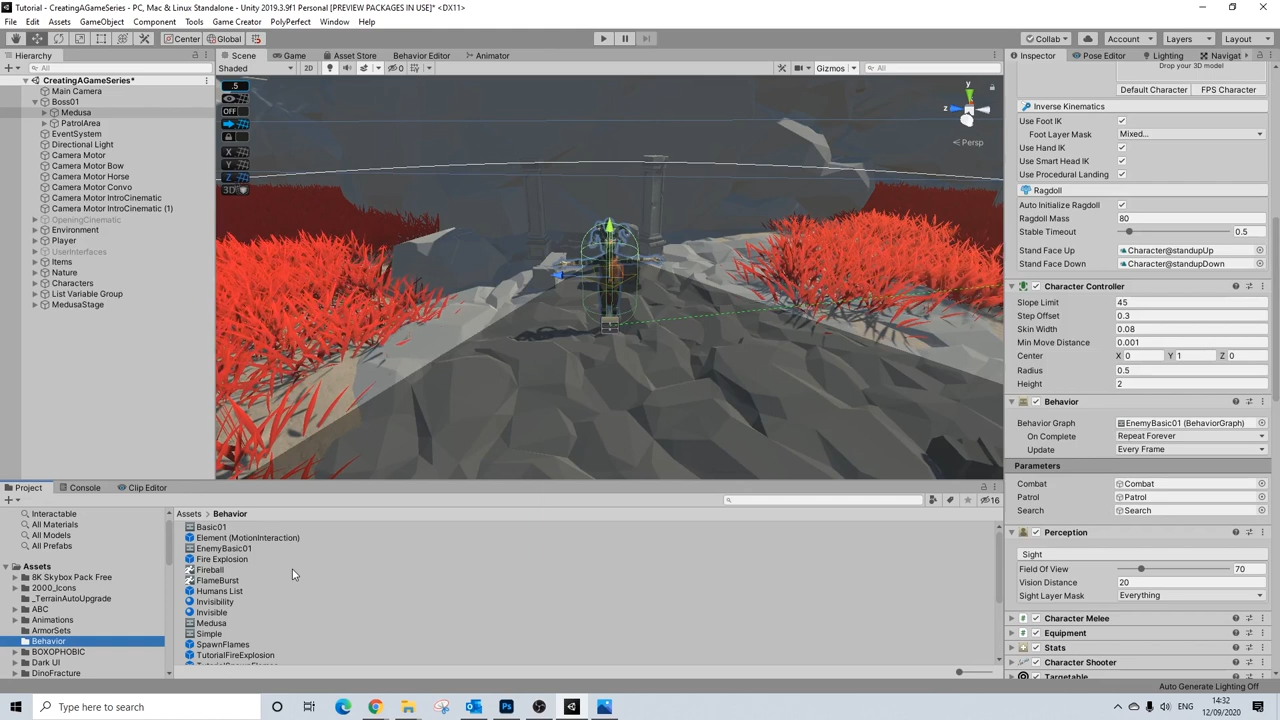 Tutorial - CreatingAGameSeries - PC, Mac & Linux Standalone - Unity 2019.3.9f1 Personal [PREVIEW PACKAGES IN USE]* <DX11>
File Edit Assets GameObject Component Tools Game Creator PolyPerfect Window Help
Center Global Collab Account Layers Layout
Hierarchy
All
CreatingAGameSeries*
Main Camera
Boss01
Medusa
PatrolArea
EventSystem
Directional Light
Camera Motor
Camera Motor Bow
Camera Motor Horse
Camera Motor Convo
Camera Motor IntroCinematic
Camera Motor IntroCinematic (1)
OpeningCinematic
Environment
Player
UserInterfaces
Items
Nature
Characters
List Variable Group
MedusaStage
Scene Game Asset Store Behavior Editor Animator
Shaded 2D 0 Gizmos All
.5
OFF
X
Y
Z
3D
y
z
Persp
Inspector Pose Editor Lighting Navigat
Drop your 3D model
Default Character FPS Character
Inverse Kinematics
Use Foot IK
Foot Layer Mask Mixed...
Use Hand IK
Use Smart Head IK
Use Procedural Landing
Ragdoll
Auto Initialize Ragdoll
Ragdoll Mass 80
Stable Timeout 0.5
Stand Face Up Character@standupUp
Stand Face Down Character@standupDown
Character Controller
Slope Limit 45
Step Offset 0.3
Skin Width 0.08
Min Move Distance 0.001
Center X 0 Y 1 Z 0
Radius 0.5
Height 2
Behavior
Behavior Graph EnemyBasic01 (BehaviorGraph)
On Complete Repeat Forever
Update Every Frame
Parameters
Combat Combat
Patrol Patrol
Search Search
Perception
Sight
Field Of View 70
Vision Distance 20
Sight Layer Mask Everything
Character Melee
Equipment
Stats
Character Shooter
Targetable
Project Console Clip Editor
16
Interactable
All Materials
All Models
All Prefabs
Assets
8K Skybox Pack Free
2000_Icons
_TerrainAutoUpgrade
ABC
Animations
ArmorSets
Behavior
BOXOPHOBIC
Dark UI
DinoFracture
Assets > Behavior
Basic01
Element (MotionInteraction)
EnemyBasic01
Fire Explosion
Fireball
FlameBurst
Humans List
Invisibility
Invisible
Medusa
Simple
SpawnFlames
TutorialFireExplosion
Auto Generate Lighting Off
Type here to search
14:32
12/09/2020